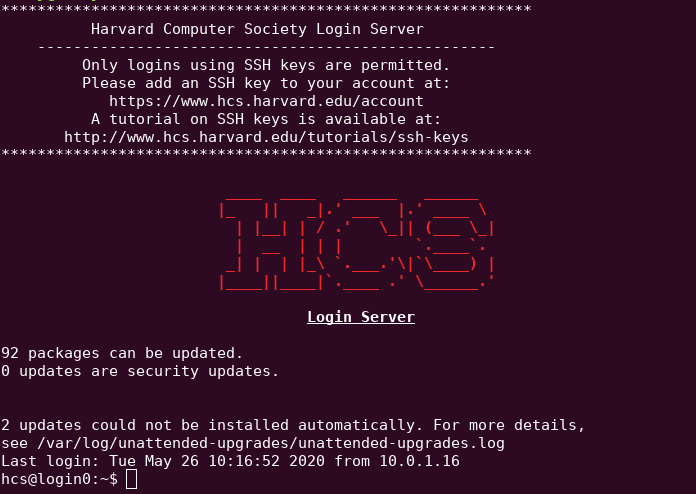 ***********************************************************
Harvard Computer Society Login Server
---------------------------------------------------
Only logins using SSH keys are permitted.
Please add an SSH key to your account at:
https://www.hcs.harvard.edu/account
A tutorial on SSH keys is available at:
http://www.hcs.harvard.edu/tutorials/ssh-keys
***********************************************************
HCS
Login Server
92 packages can be updated.
0 updates are security updates.
2 updates could not be installed automatically. For more details,
see /var/log/unattended-upgrades/unattended-upgrades.log
Last login: Tue May 26 10:16:52 2020 from 10.0.1.16
hcs@login0:~$